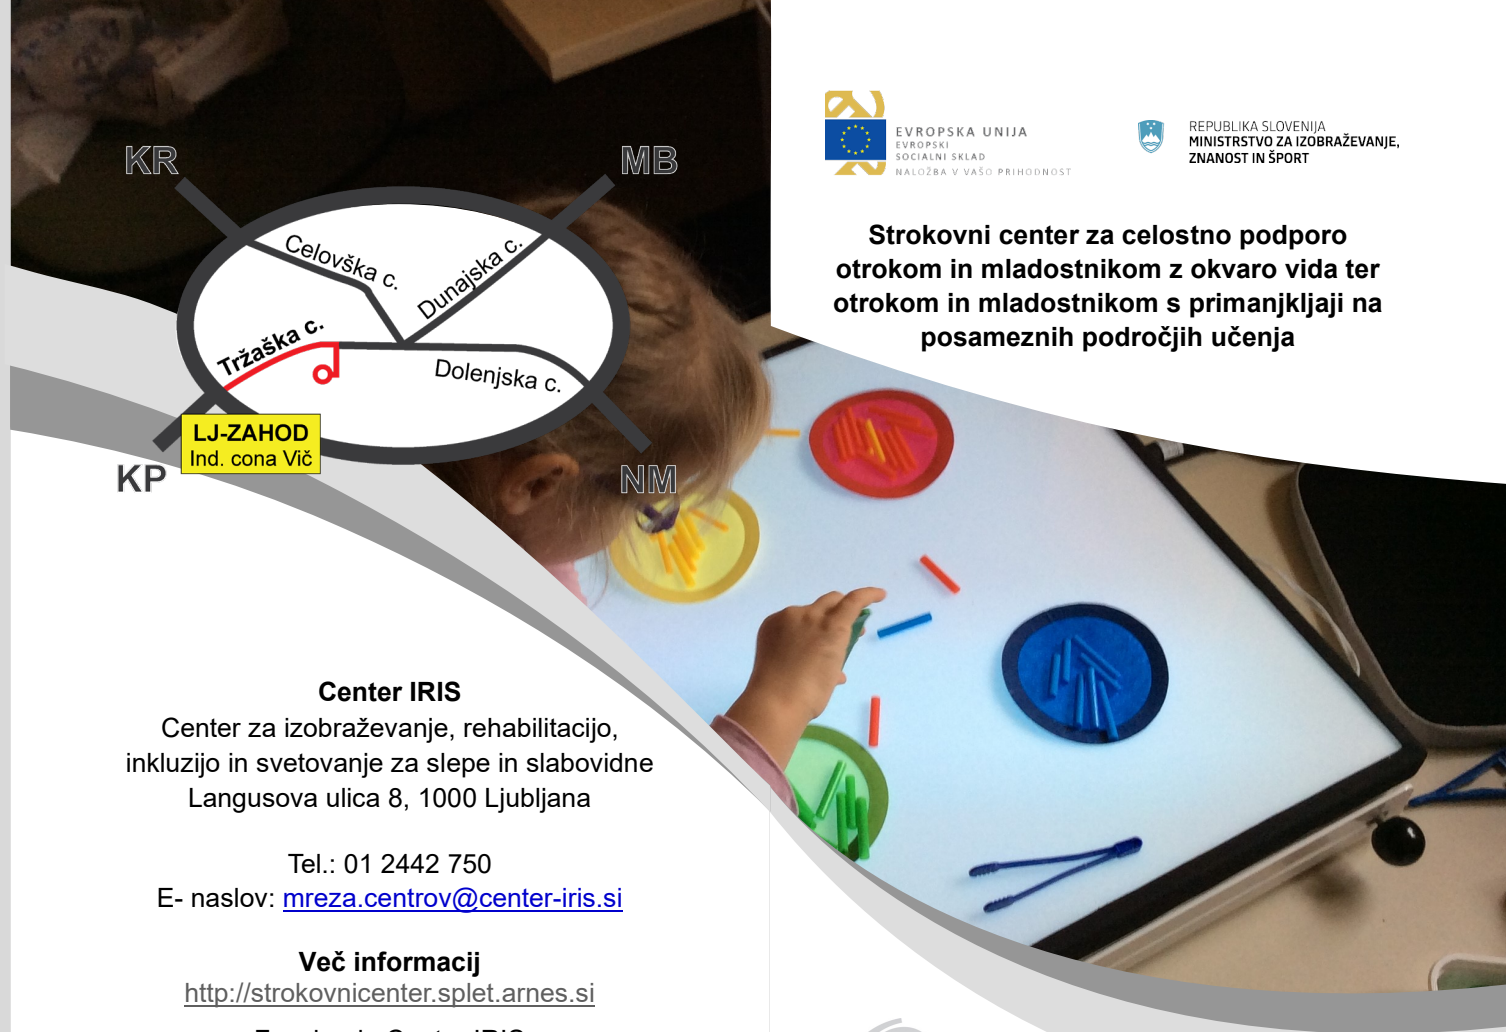 KR
MB
Celovška c.
Dunajska c.
Tržaška c.
Dolenjska c.
LJ-ZAHOD
Ind. cona Vič
KP
NM
Center IRIS
Center za izobraževanje, rehabilitacijo,
inkluzijo in svetovanje za slepe in slabovidne
Langusova ulica 8, 1000 Ljubljana
Tel.: 01 2442 750
E- naslov: mreza.centrov@center-iris.si
Več informacij
http://strokovnicenter.splet.arnes.si
EVROPSKA UNIJA
EVROPSKI
SOCIALNI SKLAD
NALOŽBA V VAŠO PRIHODNOST
REPUBLIKA SLOVENIJA
MINISTRSTVO ZA IZOBRAŽEVANJE,
ZNANOST IN ŠPORT
Strokovni center za celostno podporo
otrokom in mladostnikom z okvaro vida ter
otrokom in mladostnikom s primanjkljaji na
posameznih področjih učenja